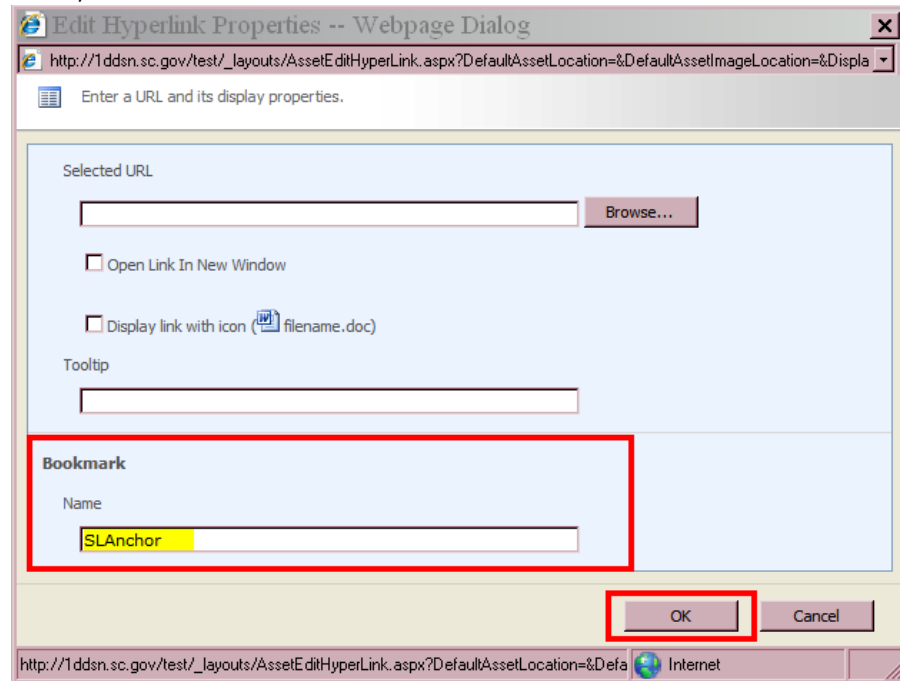 Edit Hyperlink Properties -- Webpage Dialog
http://1ddsn.sc.gov/test/_layouts/AssetEditHyperLink.aspx?DefaultAssetLocation=&DefaultAssetImageLocation=&Displa
Enter a URL and its display properties.
Selected URL
Browse...
Open Link In New Window
Display link with icon ( filename.doc)
Tooltip
Bookmark
Name
SLAnchor
OK Cancel
http://1ddsn.sc.gov/test/_layouts/AssetEditHyperLink.aspx?DefaultAssetLocation=&Defa Internet